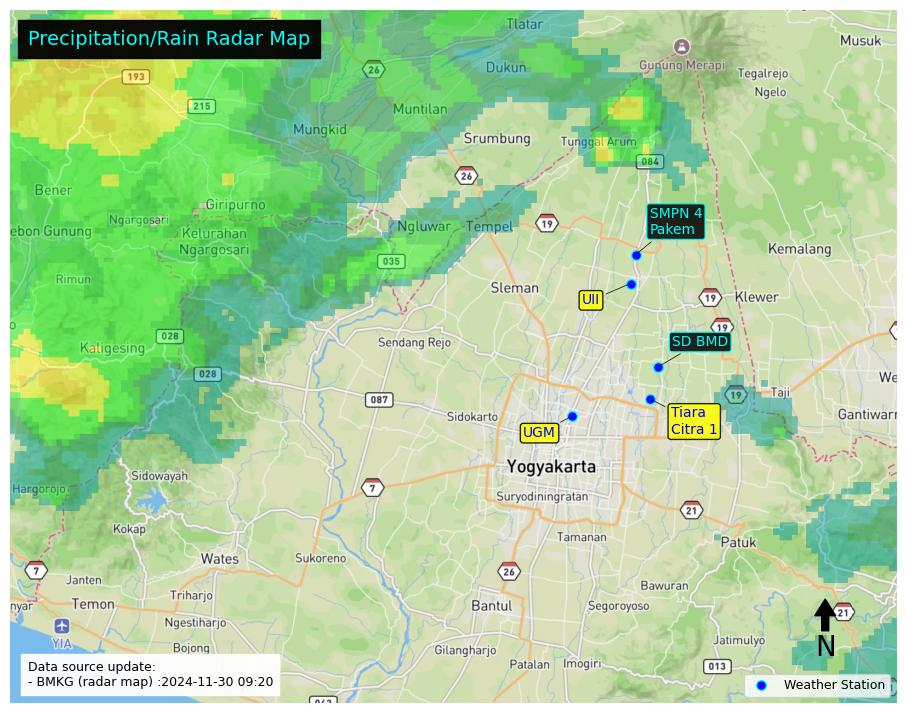 Precipitation/Rain Radar Map
Tlatar
Musuk
26
Dukun
Gunung Merapi
Tegalrejo
193
Ngelo
215
Muntilan
Mungkid
Srumbung
Tunggal Arum
084
26
Bener
Giripurno
SMPN 4
Pakem
Ngargosari
Ngluwar
Tempel
19
ebon Gunung
Kelurahan
Ngargosari
Kemalang
035
Rimun
Sleman
UII
19
Klewer
19
028
Sendang Rejo
SD BMD
Kaligesing
028
We
Taji
19
087
Sidokarto
Tiara
Citra 1
Gantiwarn
UGM
Yogyakarta
Sidowayah
Hargorojo
7
Suryodiningratan
21
Kokap
Tamanan
Patuk
Wates
Sukoreno
7
26
Janten
Bawuran
nyar
Temon
Triharjo
Bantul
Segoroyoso
21
Ngestiharjo
YIA
N
Jatimulyo
Bojong
Gilangharjo
Patalan
Imogiri
013
Data source update:
- BMKG (radar map) :2024-11-30 09:20
Weather Station